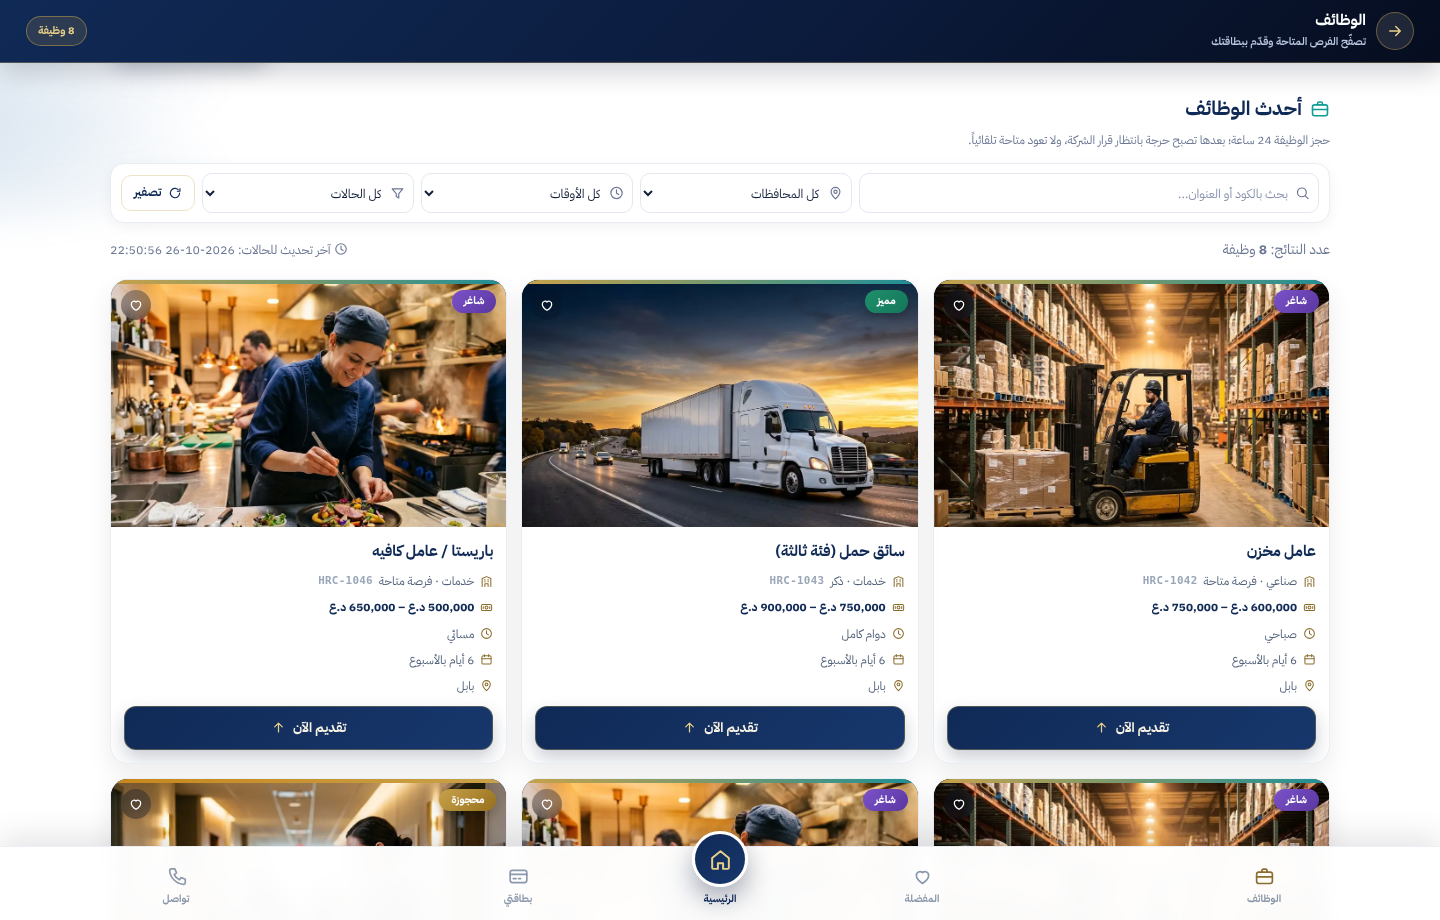 الوظائف
تصفّح الفرص المتاحة وقدّم ببطاقتك
8 وظيفة
أحدث الوظائف
حجز الوظيفة 24 ساعة؛ بعدها تصبح حرجة بانتظار قرار الشركة، ولا تعود متاحة تلقائياً.
بحث بالكود أو العنوان...
كل المحافظات
كل الأوقات
كل الحالات
تصفير
عدد النتائج: 8 وظيفة
آخر تحديث للحالات: 2026-10-26 22:50:56
شاغر
عامل مخزن
صناعي · فرصة متاحة HRC-1042
600,000 د.ع – 750,000 د.ع
صباحي
6 أيام بالأسبوع
بابل
تقديم الآن
مميز
سائق حمل (فئة ثالثة)
خدمات · ذكر HRC-1043
750,000 د.ع – 900,000 د.ع
دوام كامل
6 أيام بالأسبوع
بابل
تقديم الآن
شاغر
باريستا / عامل كافيه
خدمات · فرصة متاحة HRC-1046
500,000 د.ع – 650,000 د.ع
مسائي
6 أيام بالأسبوع
بابل
تقديم الآن
شاغر
شاغر
محجوزة
الوظائف
المفضلة
الرئيسية
بطاقتي
تواصل